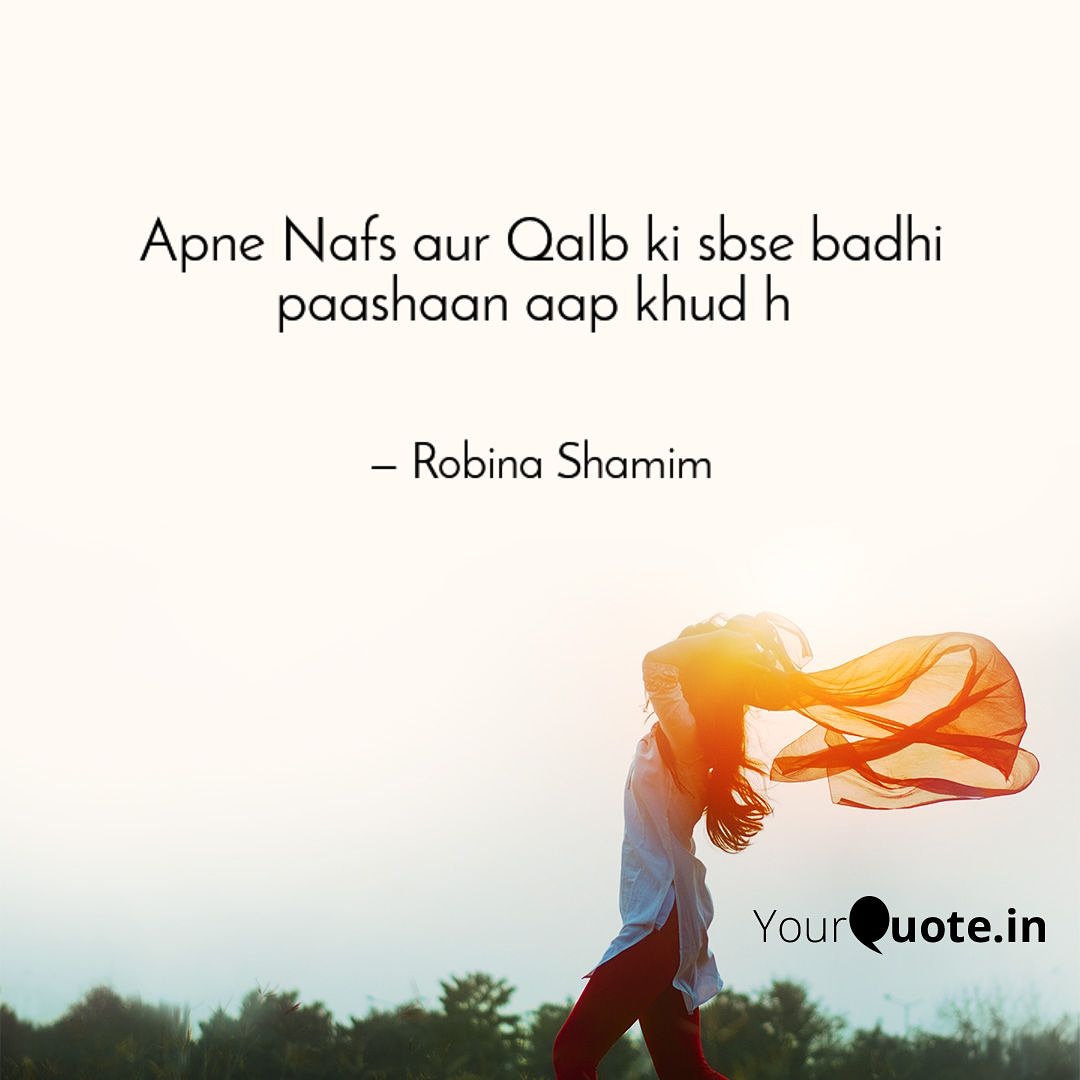 Apne Nafs aur Qalb ki sbse badhi
paashaan aap khud h
– Robina Shamim
YourQuote.in